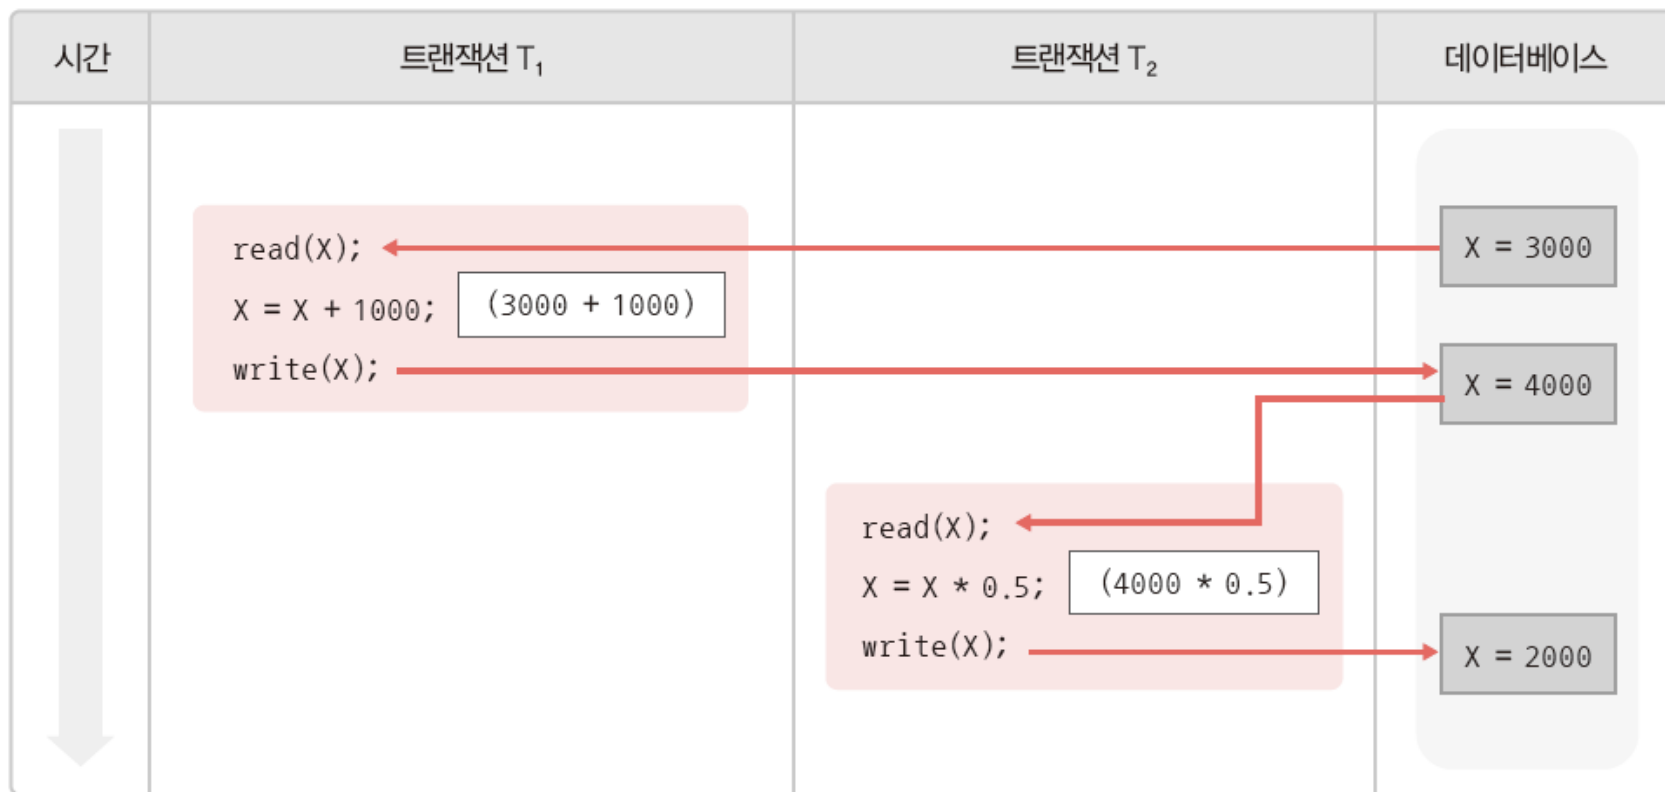 시간 트랜잭션 T₁ 트랜잭션 T₂ 데이터베이스
read(X); X = 3000
X = X + 1000; (3000 + 1000)
write(X); X = 4000
read(X);
X = X * 0.5; (4000 * 0.5)
write(X); X = 2000